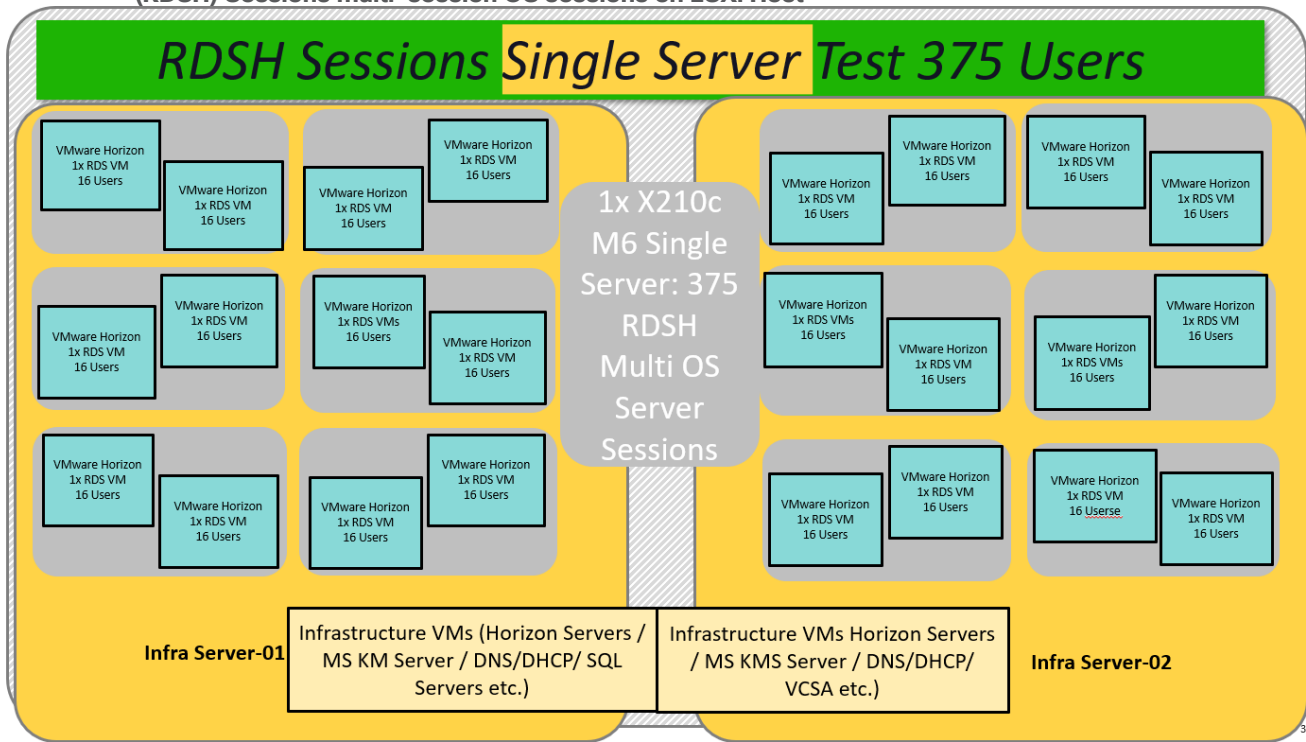 (RDSH) Sessions multi- session OS sessions on ESXi Host
RDSH Sessions Single Server Test 375 Users
VMware Horizon
1x RDS VM
16 Users
VMware Horizon
1x RDS VM
16 Users
VMware Horizon
1x RDS VM
16 Users
VMware Horizon
1x RDS VM
16 Users
VMware Horizon
1x RDS VM
16 Users
VMware Horizon
1x RDS VM
16 Users
VMware Horizon
1x RDS VMs
16 Users
VMware Horizon
1x RDS VM
16 Users
VMware Horizon
1x RDS VM
16 Users
VMware Horizon
1x RDS VM
16 Users
VMware Horizon
1x RDS VM
16 Users
VMware Horizon
1x RDS VM
16 Users
1x X210c
M6 Single
Server: 375
RDSH
Multi OS
Server
Sessions
VMware Horizon
1x RDS VM
16 Users
VMware Horizon
1x RDS VM
16 Users
VMware Horizon
1x RDS VM
16 Users
VMware Horizon
1x RDS VM
16 Users
VMware Horizon
1x RDS VMs
16 Users
VMware Horizon
1x RDS VM
16 Users
VMware Horizon
1x RDS VMs
16 Users
VMware Horizon
1x RDS VM
16 Users
VMware Horizon
1x RDS VM
16 Users
VMware Horizon
1x RDS VM
16 Users
VMware Horizon
1x RDS VM
16 Userse
VMware Horizon
1x RDS VM
16 Users
Infra Server-01
Infrastructure VMs (Horizon Servers /
MS KM Server / DNS/DHCP/ SQL
Servers etc.)
Infrastructure VMs Horizon Servers
/ MS KMS Server / DNS/DHCP/
VCSA etc.)
Infra Server-02
3